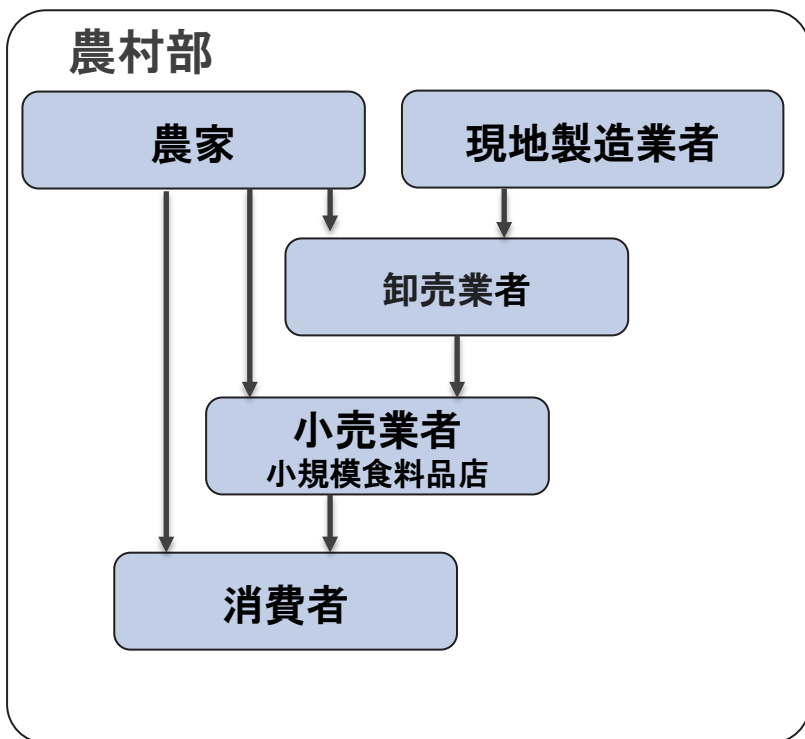 農村部
農家
現地製造業者
卸売業者
小売業者
小規模食料品店
消費者